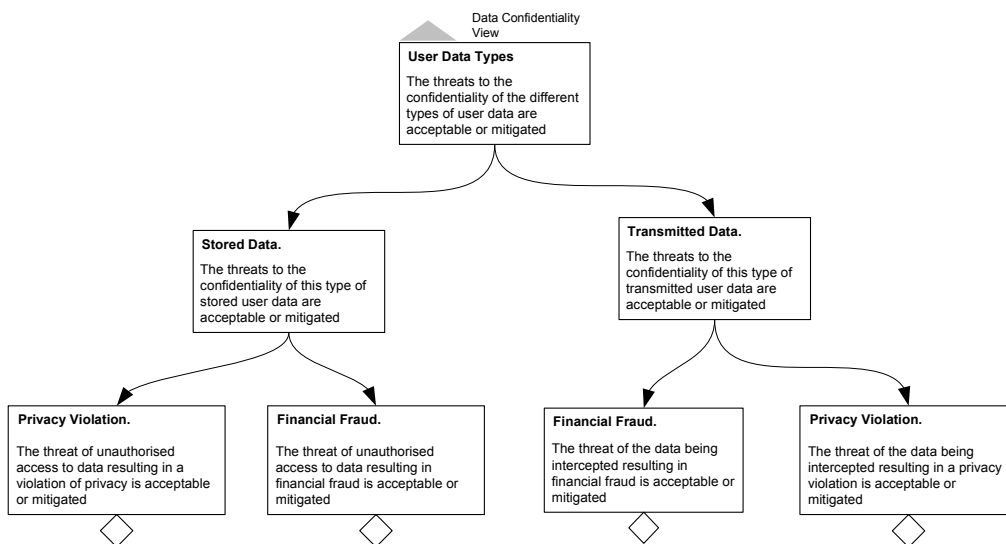 Data Confidentiality
View
User Data Types
The threats to the
confidentiality of the different
types of user data are
acceptable or mitigated
Stored Data.
The threats to the
confidentiality of this type of
stored user data are
acceptable or mitigated
Transmitted Data.
The threats to the
confidentiality of this type of
transmitted user data are
acceptable or mitigated
Privacy Violation.
The threat of unauthorised
access to data resulting in a
violation of privacy is acceptable
or mitigated
Financial Fraud.
The threat of unauthorised
access to data resulting in
financial fraud is acceptable or
mitigated
Financial Fraud.
The threat of the data being
intercepted resulting in
financial fraud is acceptable or
mitigated
Privacy Violation.
The threat of the data being
intercepted resulting in a privacy
violation is acceptable or
mitigated